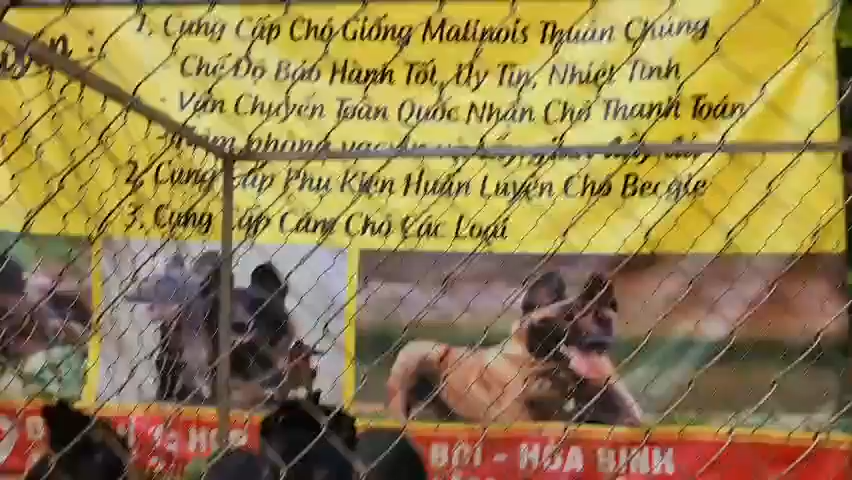 1. Cung Cấp Chó Giống Malinois Thuần Chủng
Chế Độ Bảo Hành Tốt, Uy Tín, Nhiệt Tình
- Vận Chuyển Toàn Quốc Nhận Chó Thanh Toán
phòng
2. Cung Cấp Phụ Kiện Huấn Luyện Chó Becgie
3. Cung Cấp Cám Chó Các Loại
BÔI - HÒA BÌNH